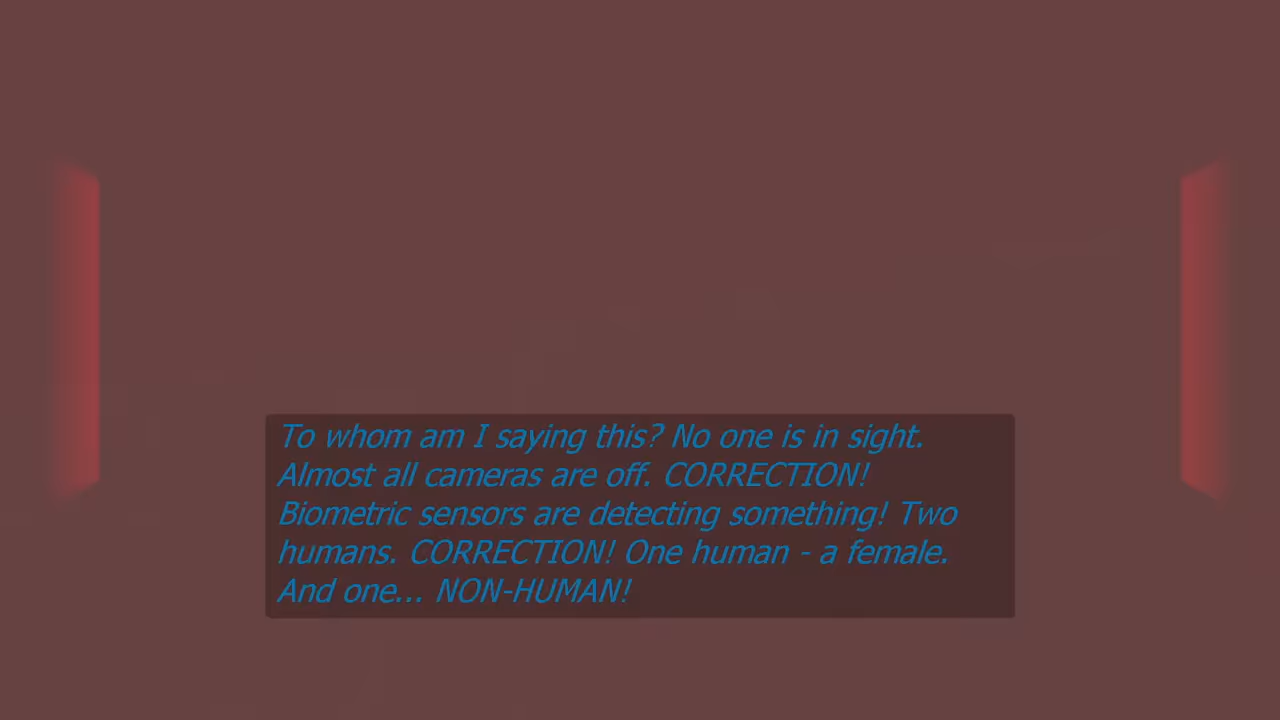 To whom am I saying this? No one is in sight.
Almost all cameras are off. CORRECTION!
Biometric sensors are detecting something! Two
humans. CORRECTION! One human - a female.
And one... NON-HUMAN!